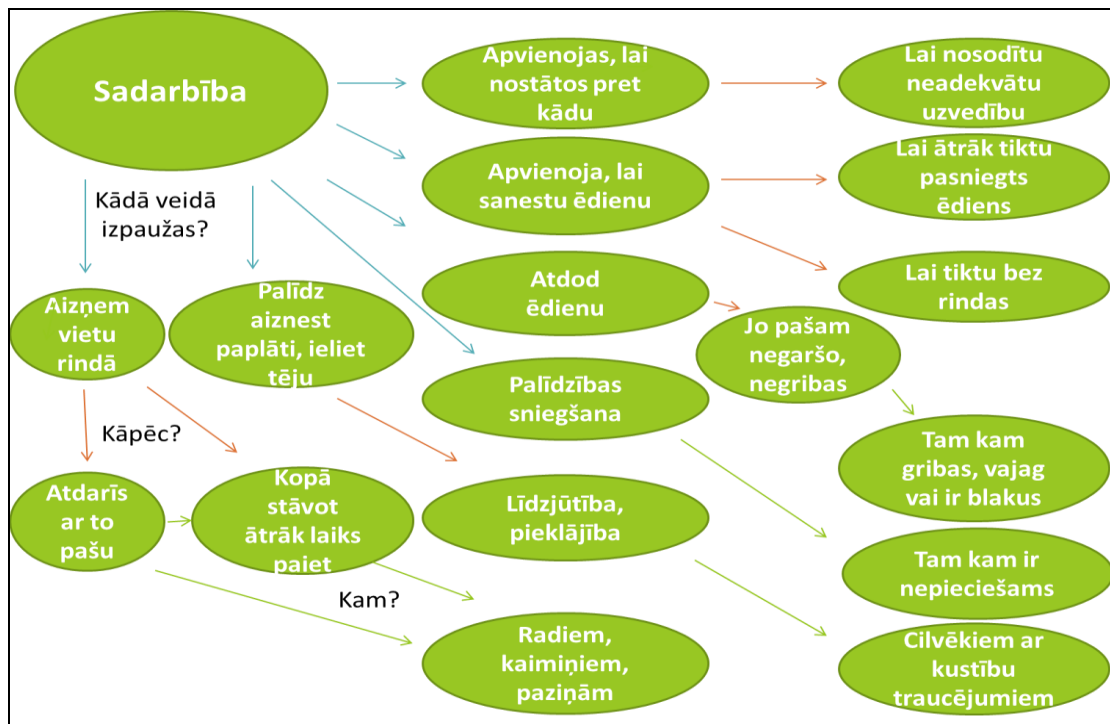 Sadarbība
Apvienojas, lai
nostātos pret
kādu
Lai nosodītu
neadekvātu
uzvedību
Apvienoja, lai
sanestu ēdienu
Lai ātrāk tiktu
pasniegts
ēdiens
Kādā veidā
izpaužas?
Atdod
ēdienu
Lai tiktu bez
rindas
Aizņem
vietu
rindā
Palīdz
aiznest
paplāti, ieliet
tēju
Jo pašam
negaršo,
negribas
Palīdzības
sniegšana
Kāpēc?
Tam kam
gribas, vajag
vai ir blakus
Atdarīs
ar to
pašu
Kopā
stāvot
ātrāk laiks
paiet
Līdzjūtība,
pieklājība
Tam kam ir
nepieciešams
Kam?
Radiem,
kaimiņiem,
paziņām
Cilvēkiem ar
kustību
traucējumiem